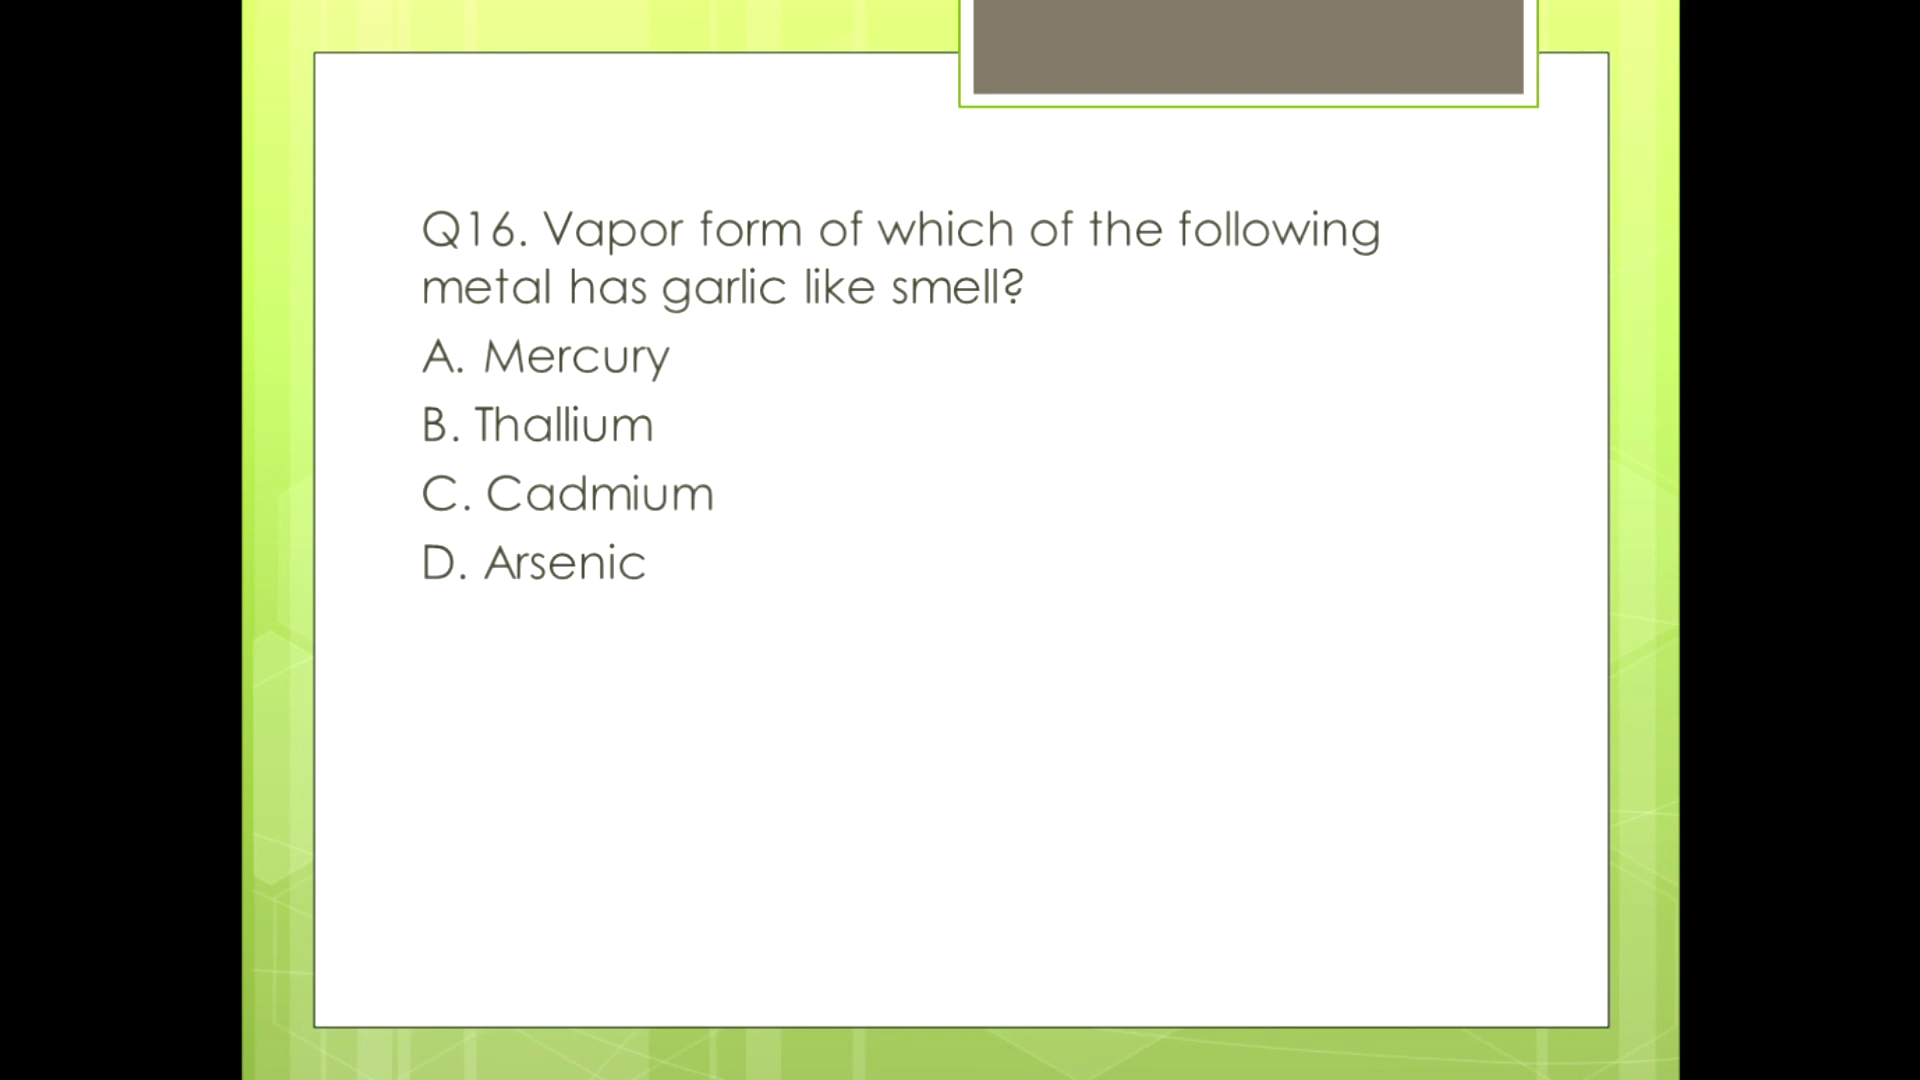 Q16. Vapor form of which of the following
metal has garlic like smell?
A. Mercury
B. Thallium
C. Cadmium
D. Arsenic